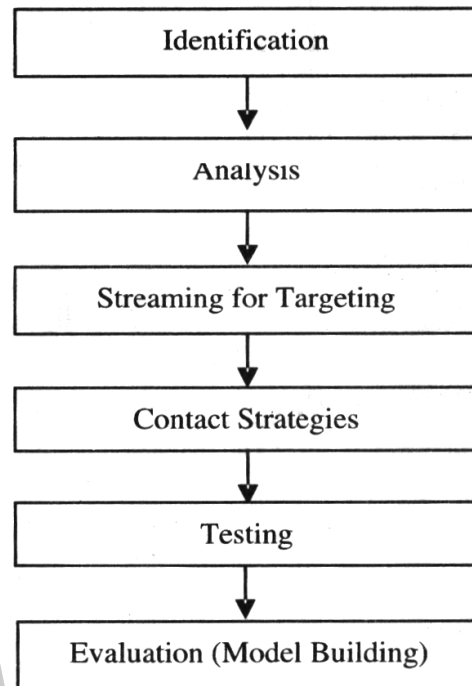 Identification
Analysis
Streaming for Targeting
Contact Strategies
Testing
Evaluation (Model Building)